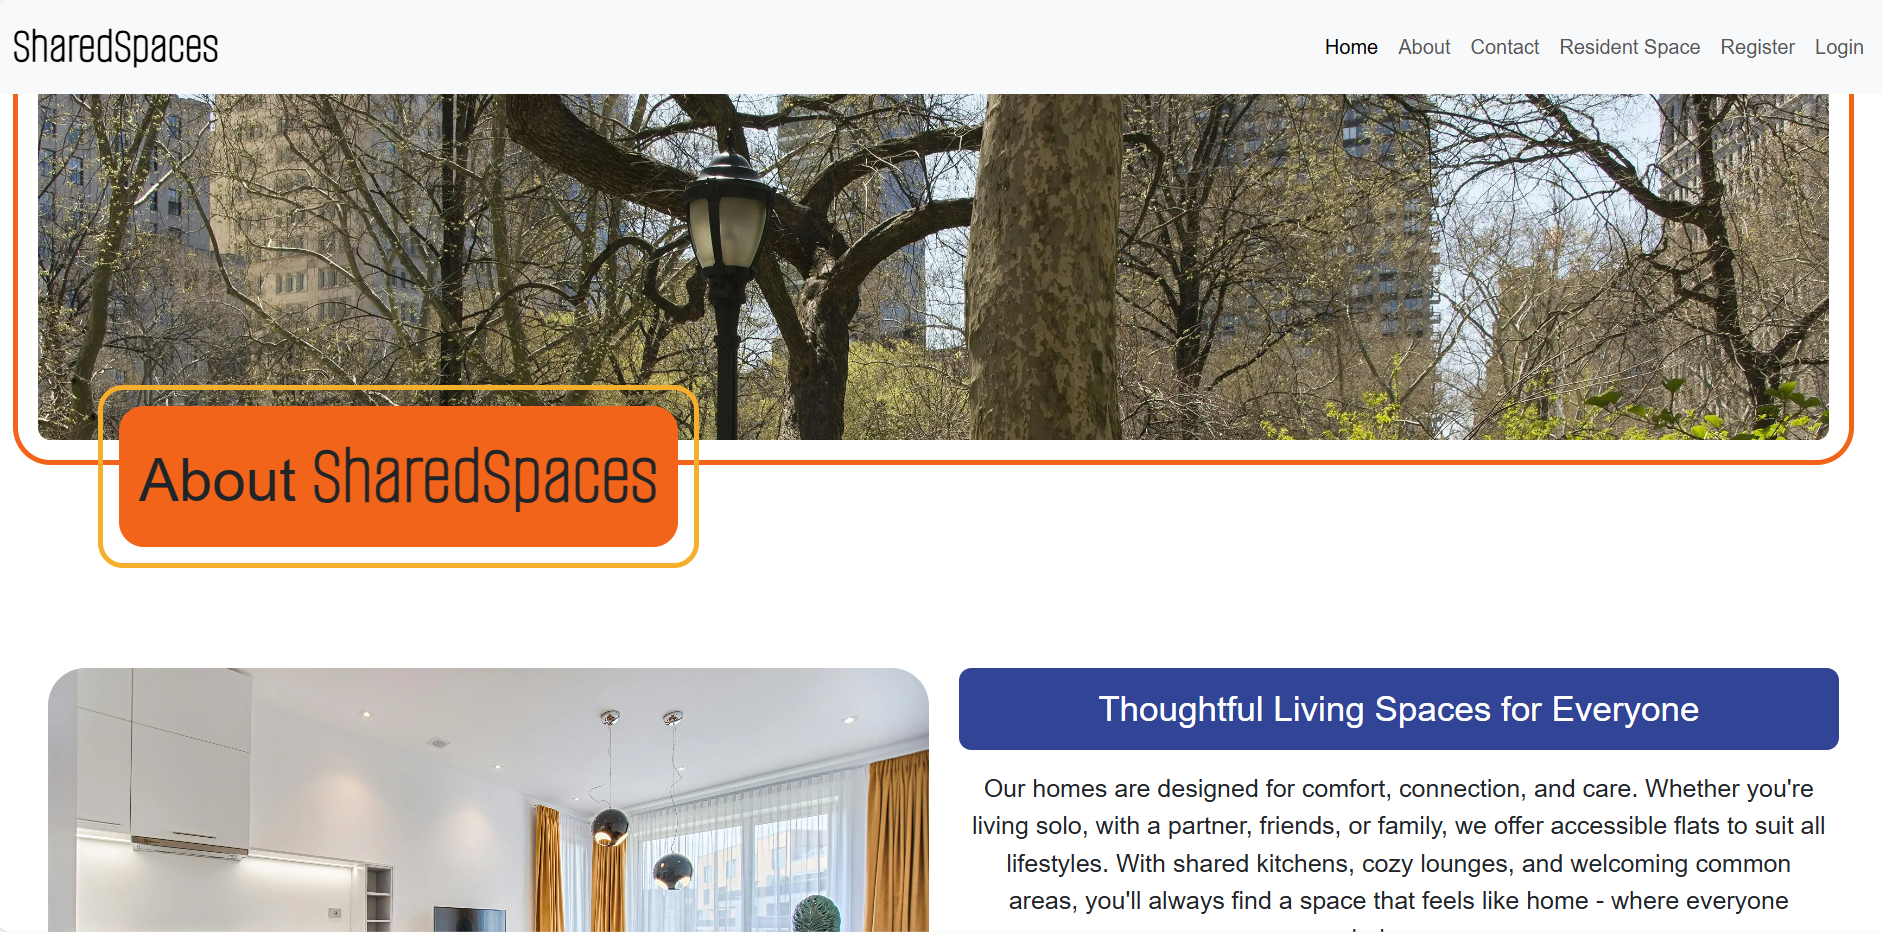 SharedSpaces
Home About Contact Resident Space Register Login
About SharedSpaces
Thoughtful Living Spaces for Everyone
Our homes are designed for comfort, connection, and care. Whether you're
living solo, with a partner, friends, or family, we offer accessible flats to suit all
lifestyles. With shared kitchens, cozy lounges, and welcoming common
areas, you'll always find a space that feels like home - where everyone